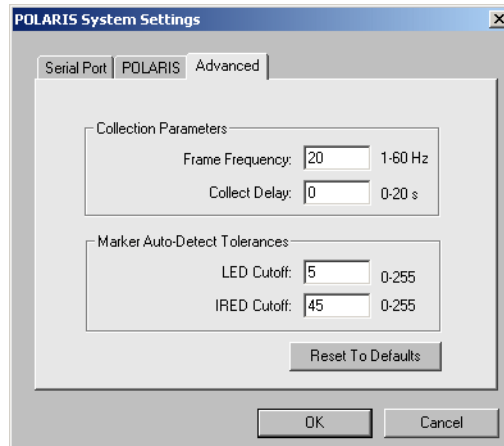 POLARIS System Settings
Serial Port POLARIS Advanced
Collection Parameters
Frame Frequency: 20 1-60 Hz
Collect Delay: 0 0-20 s
Marker Auto-Detect Tolerances
LED Cutoff: 5 0-255
IRED Cutoff: 45 0-255
Reset To Defaults
OK Cancel